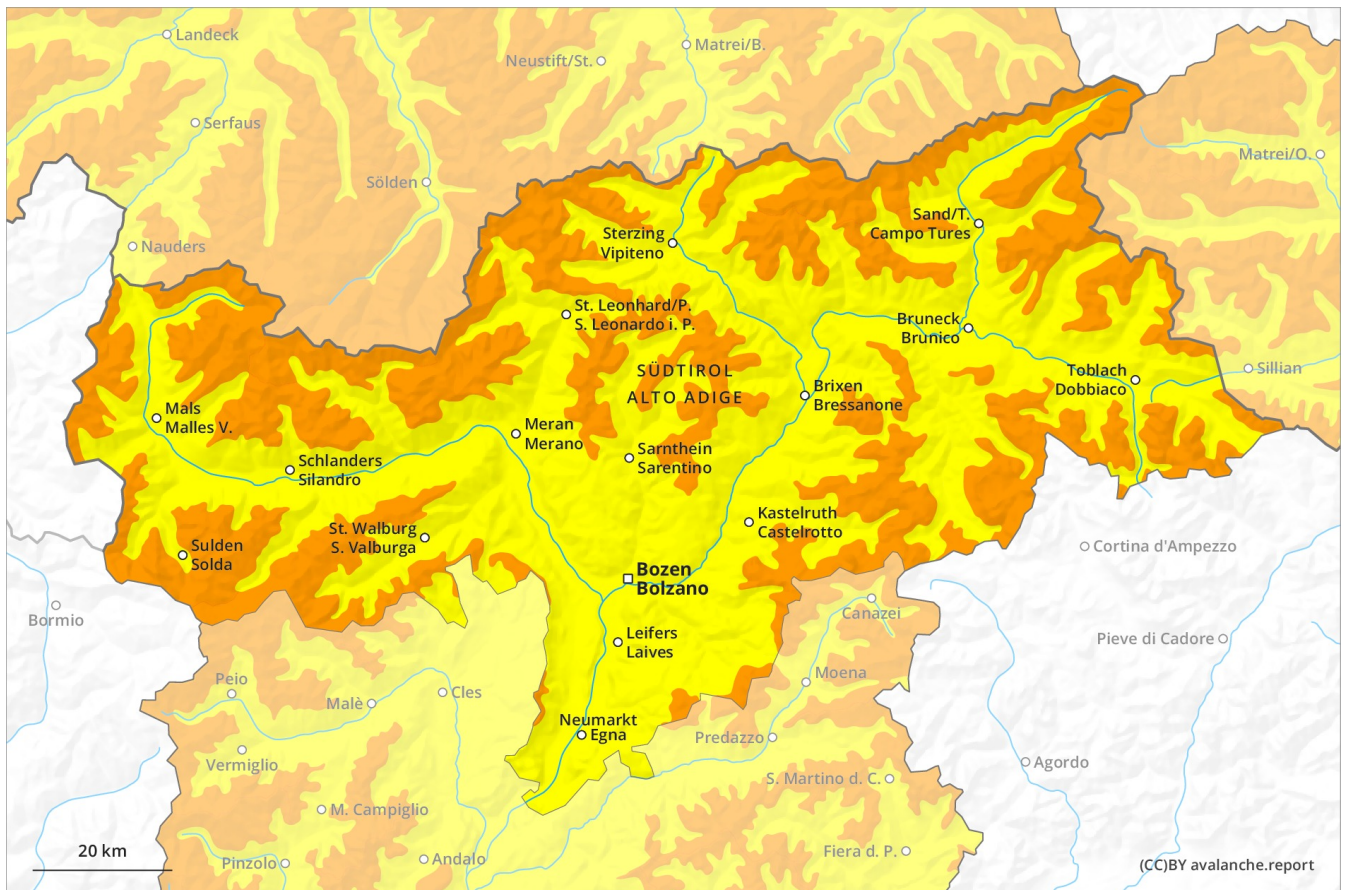 Landeck
Matrei/B.
Neustift/St.
Serfaus
Matrei/O.
Sölden
Sand/T.
Campo Tures
Sterzing
Vipiteno
Nauders
St. Leonhard/P.
S. Leonardo i. P.
Bruneck
Brunico
SÜDTIROL
ALTO ADIGE
Toblach
Dobbiaco
Sillian
Brixen
Bressanone
Mals
Malles V.
Meran
Merano
Sarnthein
Sarentino
Schlanders
Silandro
Kastelruth
Castelrotto
St. Walburg
S. Valburga
Sulden
Solda
Cortina d'Ampezzo
Bozen
Bolzano
Bormio
Canazei
Leifers
Laives
Pieve di Cadore
Peio
Moena
Malè
Cles
Neumarkt
Egna
Predazzo
Vermiglio
Agordo
S. Martino d. C.
M. Campiglio
20 km
Andalo
Fiera d. P.
Pinzolo
(CC)BY avalanche.report